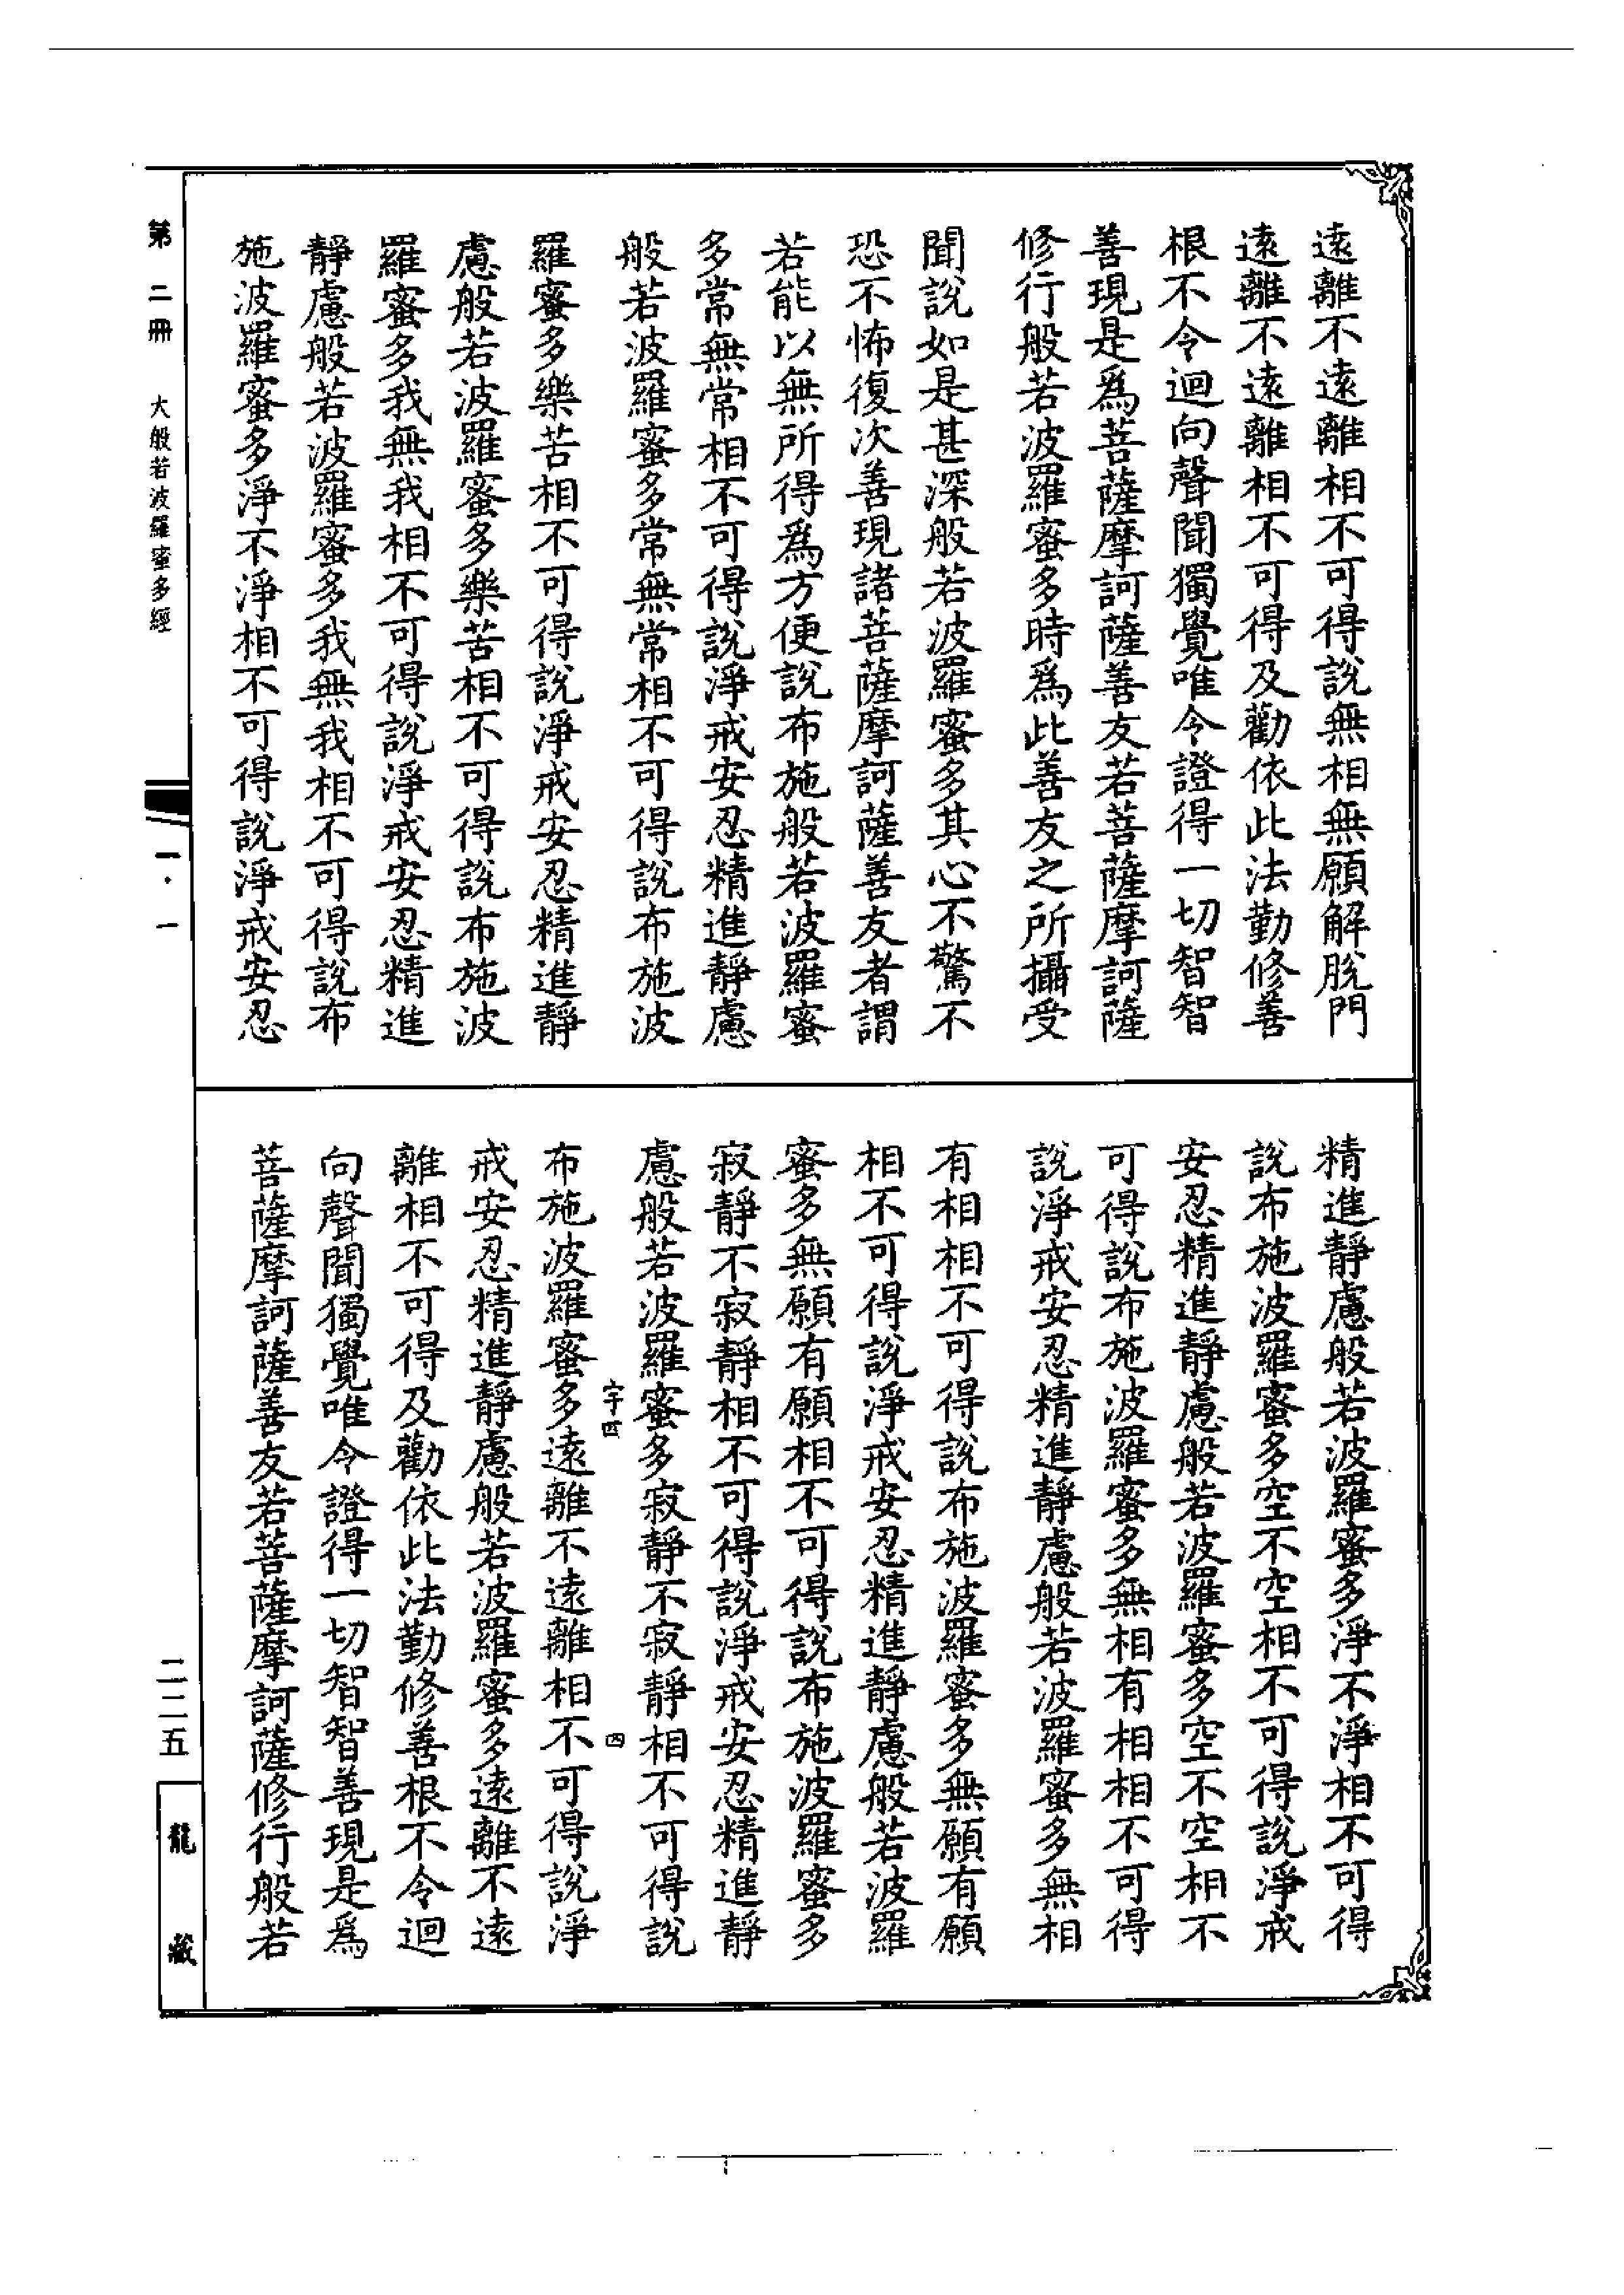 遠離不遠離相不可得說無相無願解脫門
遠離不遠離相不可得及勸依此法勤修善
根不令迴向聲聞獨覺唯令證得一切智智
善現是為菩薩摩訶薩善友若菩薩摩訶薩
修行般若波羅蜜多時為此善友之所攝受
聞說如是甚深般若波羅蜜多其心不驚不
恐不怖復次善現諸菩薩摩訶薩善友者謂
若能以無所得為方便說布施般若波羅蜜
多常無常相不可得說淨戒安忍精進靜慮
般若波羅蜜多常無常相不可得說布施波
羅蜜多樂苦相不可得說淨戒安忍精進靜
慮般若波羅蜜多樂苦相不可得說布施波
羅蜜多我無我相不可得說淨戒安忍精進
靜慮般若波羅蜜多我無我相不可得說布
施波羅蜜多淨不淨相不可得說淨戒安忍
精進靜慮般若波羅蜜多淨不淨相不可得
說布施波羅蜜多空不空相不可得說淨戒
安忍精進靜慮般若波羅蜜多空不空相不
可得說布施波羅蜜多無相有相相不可得
說淨戒安忍精進靜慮般若波羅蜜多無相
有相相不可得說布施波羅蜜多無願有願
相不可得說淨戒安忍精進靜慮般若波羅
蜜多無願有願相不可得說布施波羅蜜多
寂靜不寂靜相不可得說淨戒安忍精進靜
慮般若波羅蜜多寂靜不寂靜相不可得說
宇四 四
布施波羅蜜多遠離不遠離相不可得說淨
戒安忍精進靜慮般若波羅蜜多遠離不遠
離相不可得及勸依此法勤修善根不令迴
向聲聞獨覺唯令證得一切智智善現是為
菩薩摩訶薩善友若菩薩摩訶薩修行般若
第二冊 大般若波羅蜜多經
一·一
二二五
龍藏